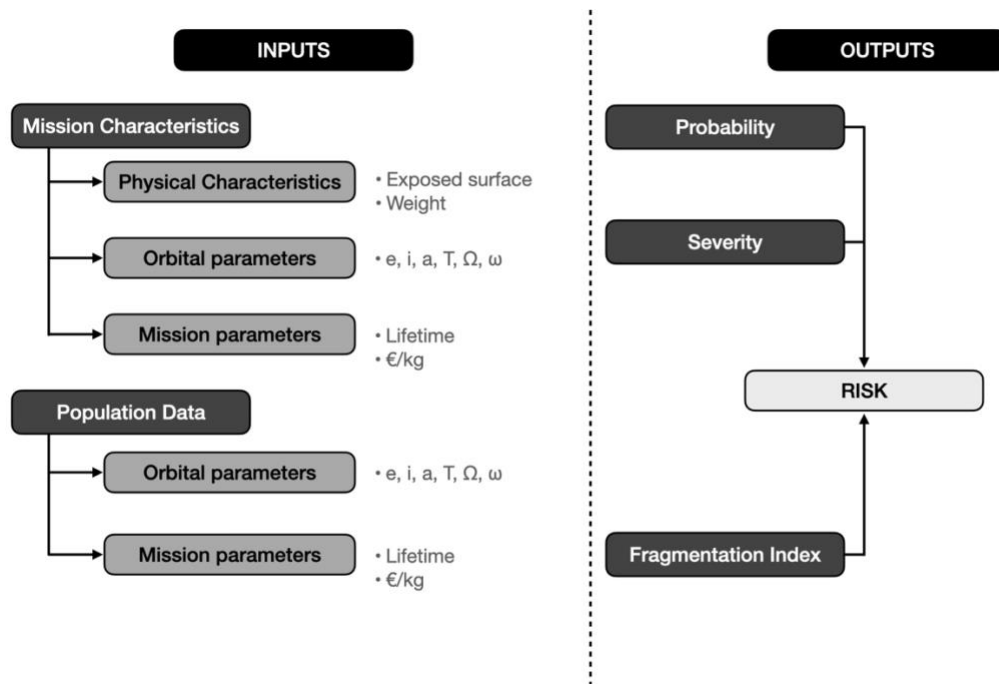 INPUTS
Mission Characteristics
Physical Characteristics
• Exposed surface
• Weight
Orbital parameters
• e, i, a, T, Ω, ω
Mission parameters
• Lifetime
• €/kg
Population Data
Orbital parameters
• e, i, a, T, Ω, ω
Mission parameters
• Lifetime
• €/kg
OUTPUTS
Probability
Severity
RISK
Fragmentation Index